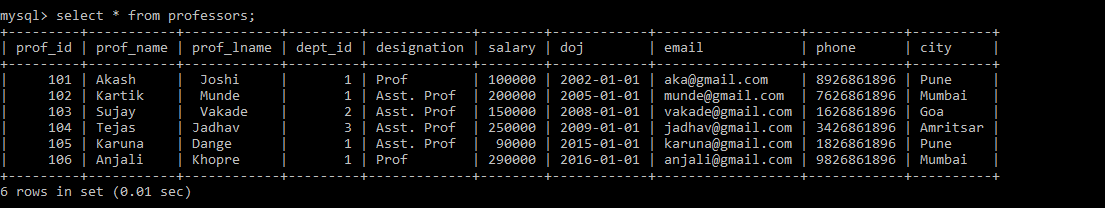 mysql> select * from professors;
+---------+-----------+------------+---------+-------------+--------+------------+------------------+------------+----------+
| prof_id | prof_name | prof_lname | dept_id | designation | salary | doj        | email            | phone      | city     |
+---------+-----------+------------+---------+-------------+--------+------------+------------------+------------+----------+
|     101 | Akash     |  Joshi     |       1 | Prof        | 100000 | 2002-01-01 | aka@gmail.com    | 8926861896 | Pune     |
|     102 | Kartik    |  Munde     |       1 | Asst. Prof  | 200000 | 2005-01-01 | munde@gmail.com  | 7626861896 | Mumbai   |
|     103 | Sujay     |  Vakade    |       2 | Asst. Prof  | 150000 | 2008-01-01 | vakade@gmail.com | 1626861896 | Goa      |
|     104 | Tejas     | Jadhav     |       3 | Asst. Prof  | 250000 | 2009-01-01 | jadhav@gmail.com | 3426861896 | Amritsar |
|     105 | Karuna    | Dange      |       1 | Asst. Prof  |  90000 | 2015-01-01 | karuna@gmail.com | 1826861896 | Pune     |
|     106 | Anjali    | Khopre     |       1 | Prof        | 290000 | 2016-01-01 | anjali@gmail.com | 9826861896 | Mumbai   |
+---------+-----------+------------+---------+-------------+--------+------------+------------------+------------+----------+
6 rows in set (0.01 sec)